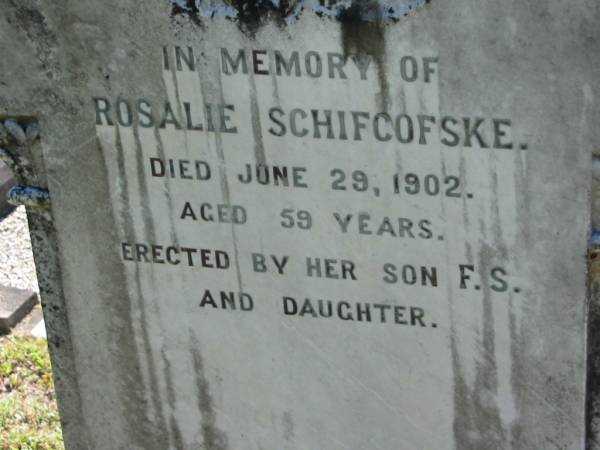 IN MEMORY OF
ROSALIE SCHIFCOFSKE.
DIED JUNE 29, 1902.
AGED 59 YEARS.
ERECTED BY HER SON F.S.
AND DAUGHTER.